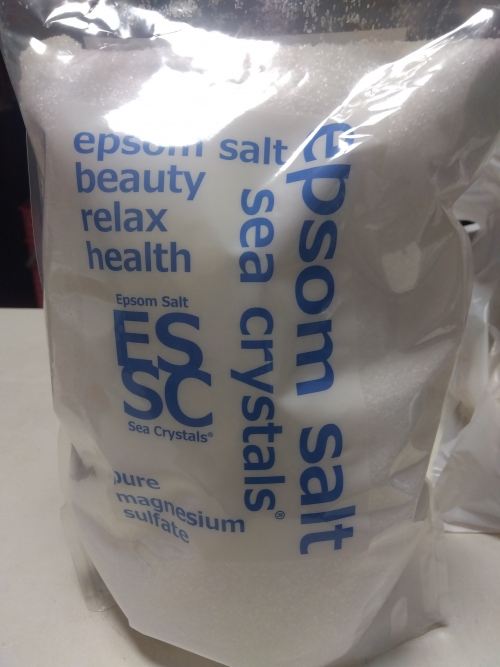 epsom salt
beauty
relax
health
Epsom Salt
ES
SC
Sea Crystals®
pure
magnesium
sulfate
sea crystals®
epsom salt